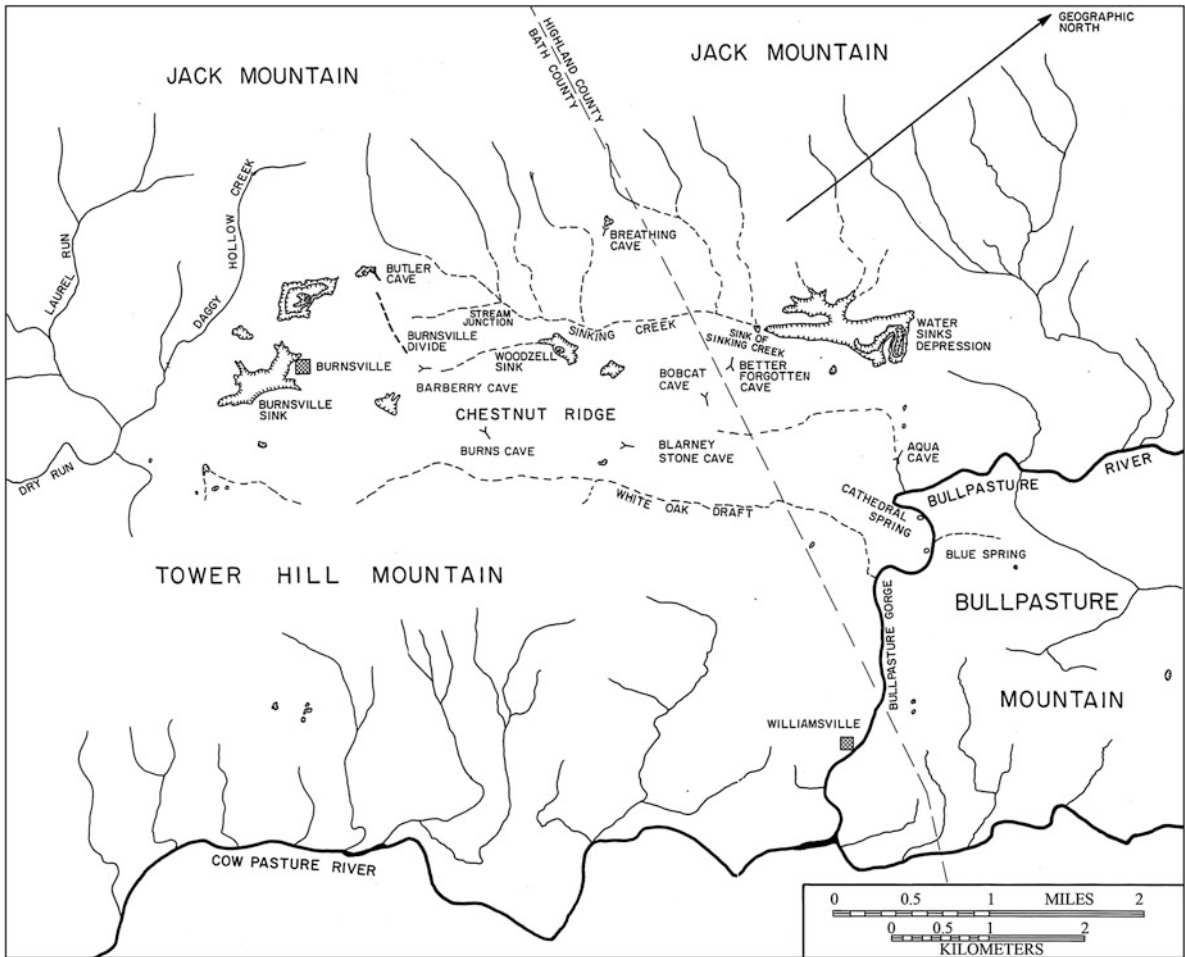 JACK MOUNTAIN
HIGHLAND COUNTY
BATH COUNTY
JACK MOUNTAIN
GEOGRAPHIC
NORTH
LAUREL RUN
DAGGY HOLLOW CREEK
BREATHING
CAVE
BUTLER
CAVE
STREAM
JUNCTION
SINKING CREEK
SINK OF
SINKING CREEK
WATER
SINKS
DEPRESSION
BURNSVILLE
DIVIDE
WOODZELL
SINK
BURNSVILLE
BARBERRY CAVE
BOBCAT
CAVE
BETTER
FORGOTTEN
CAVE
BURNSVILLE
SINK
CHESTNUT RIDGE
BURNS CAVE
BLARNEY
STONE CAVE
AQUA
CAVE
DRY RUN
WHITE OAK DRAFT
CATHEDRAL
SPRING
BULLPASTURE RIVER
BLUE SPRING
TOWER HILL MOUNTAIN
BULLPASTURE
MOUNTAIN
BULLPASTURE GORGE
WILLIAMSVILLE
COW PASTURE RIVER
0 0.5 1 MILES 2
0 0.5 1 2
KILOMETERS